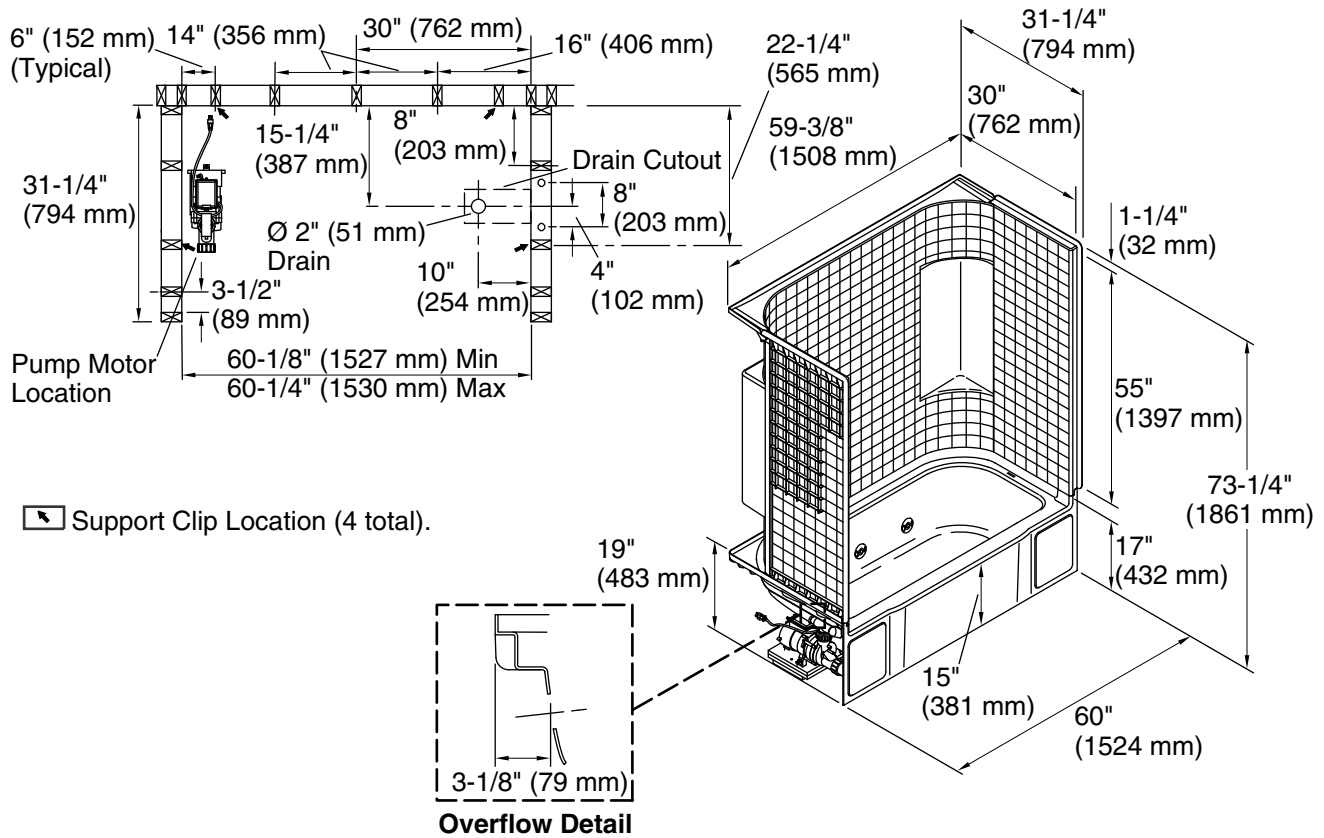 6" (152 mm)
(Typical)
14" (356 mm)
30" (762 mm)
16" (406 mm)
15-1/4"
(387 mm)
8"
(203 mm)
Drain Cutout
31-1/4"
(794 mm)
8"
(203 mm)
Ø 2" (51 mm)
Drain
10"
(254 mm)
4"
(102 mm)
3-1/2"
(89 mm)
Pump Motor
Location
60-1/8" (1527 mm) Min
60-1/4" (1530 mm) Max
Support Clip Location (4 total).
22-1/4"
(565 mm)
31-1/4"
(794 mm)
30"
(762 mm)
59-3/8"
(1508 mm)
1-1/4"
(32 mm)
55"
(1397 mm)
73-1/4"
(1861 mm)
17"
(432 mm)
19"
(483 mm)
15"
(381 mm)
60"
(1524 mm)
3-1/8" (79 mm)
Overflow Detail